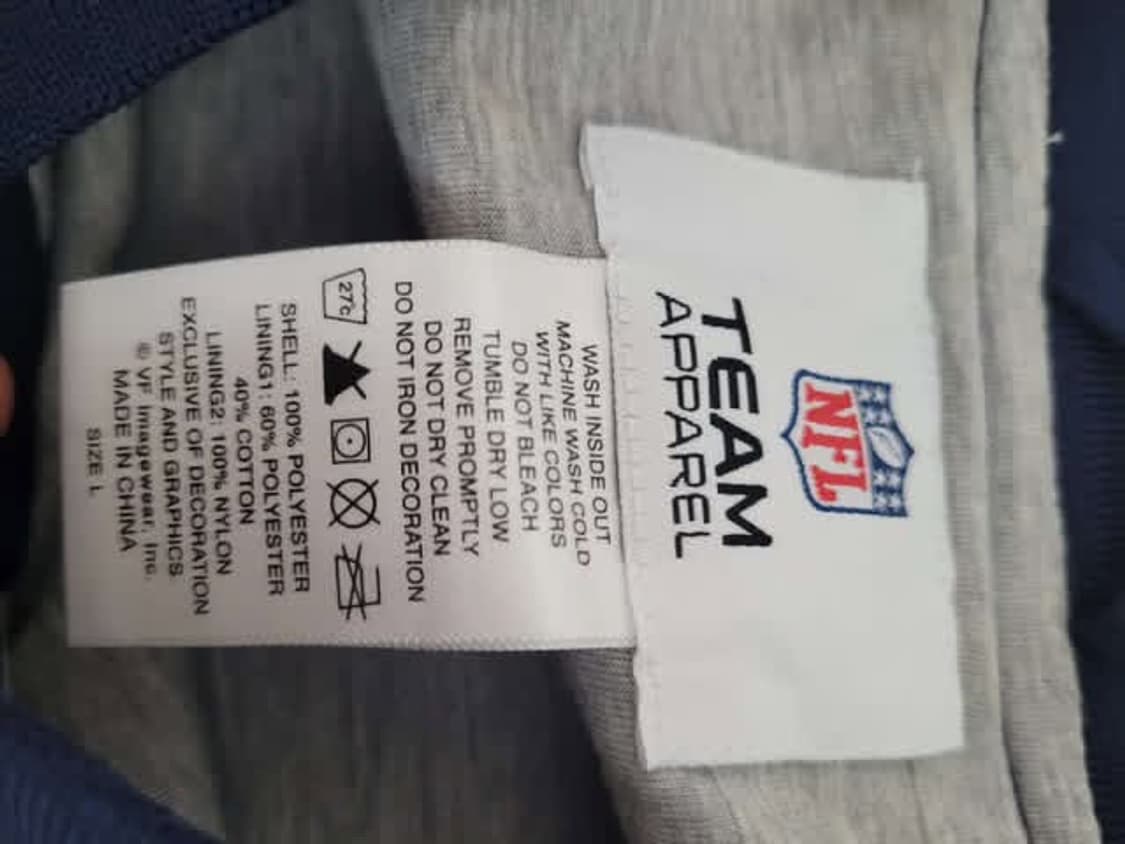 NFL
TEAM
APPAREL
WASH INSIDE OUT
MACHINE WASH COLD
WITH LIKE COLORS
DO NOT BLEACH
TUMBLE DRY LOW
REMOVE PROMPTLY
DO NOT DRY CLEAN
DO NOT IRON DECORATION
27c
SHELL: 100% POLYESTER
LINING1: 60% POLYESTER
40% COTTON
LINING2: 100% NYLON
EXCLUSIVE OF DECORATION
STYLE AND GRAPHICS
© VF Imagewear, Inc.
MADE IN CHINA
SIZE L